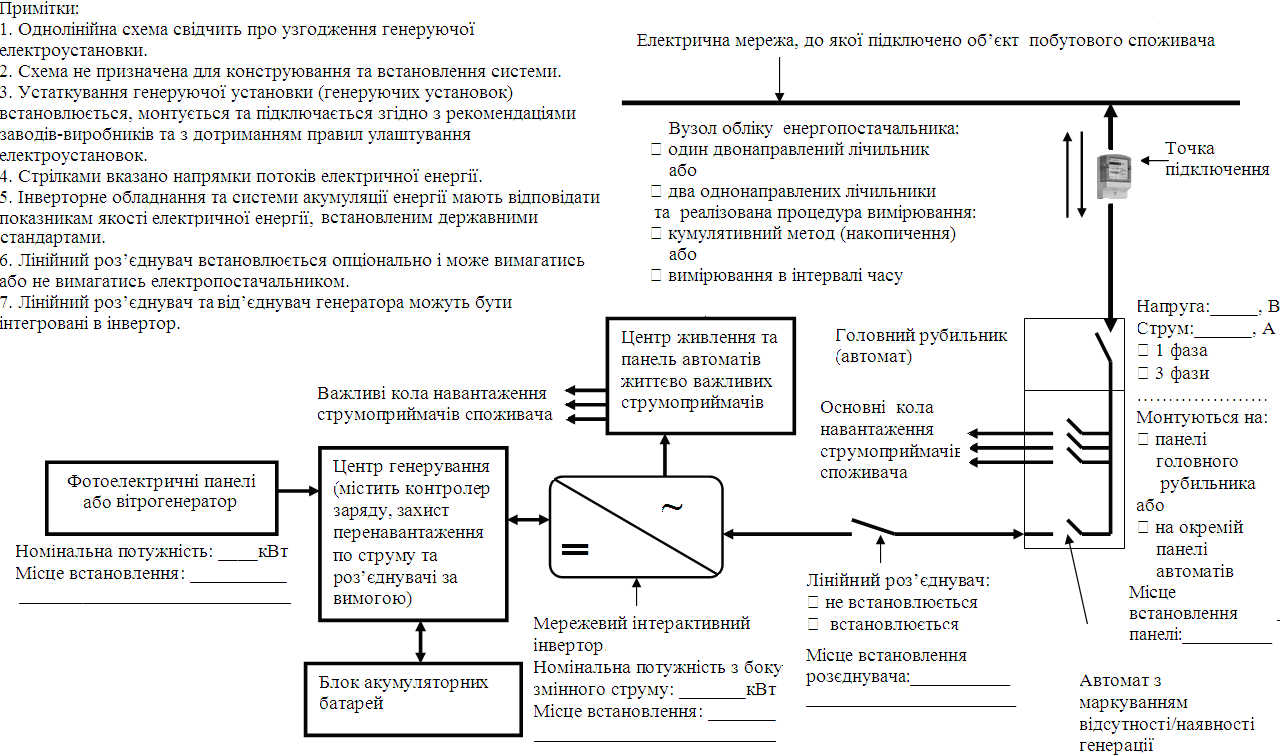 Примітки:
1. Однолінійна схема свідчить про узгодження генеруючої
електроустановки.
2. Схема не призначена для конструювання та встановлення системи.
3. Устаткування генеруючої установки (генеруючих установок)
встановлюється, монтується та підключається згідно з рекомендаціями
заводів-виробників та з дотриманням правил улаштування
електроустановок.
4. Стрілками вказано напрямки потоків електричної енергії.
5. Інверторне обладнання та системи акумуляції енергії мають відповідати
показникам якості електричної енергії, встановленим державними
стандартами.
6. Лінійний роз’єднувач встановлюється опціонально і може вимагатись
або не вимагатись електропостачальником.
7. Лінійний роз’єднувач та від’єднувач генератора можуть бути
інтегровані в інвертор.
Електрична мережа, до якої підключено об’єкт побутового споживача
Вузол обліку енергопостачальника:
□ один двонаправлений лічильник
або
□ два однонаправлених лічильники
та реалізована процедура вимірювання:
□ кумулятивний метод (накопичення)
або
□ вимірювання в інтервалі часу
Точка
підключення
Напруга:_____, В
Струм:______, А
□ 1 фаза
□ 3 фази
…………………
Монтуються на:
□ панелі
головного
рубильника
або
□ на окремій
панелі
автоматів
Місце
встановлення
панелі:_________
Головний рубильник
(автомат)
Основні кола
навантаження
струмоприймачів
споживача
Центр живлення та
панель автоматів
життєво важливих
струмоприймачів
Важливі кола навантаження
струмоприймачів споживача
Фотоелектричні панелі
або вітрогенератор
Номінальна потужність: ____кВт
Місце встановлення: __________
____________________________
Центр генерування
(містить контролер
заряду, захист
перенавантаження
по струму та
роз’єднувачі за
вимогою)
Блок акумуляторних
батарей
~
=
Мережевий інтерактивний
інвертор
Номінальна потужність з боку
змінного струму: _______кВт
Місце встановлення: _______
_________________________
Лінійний роз’єднувач:
□ не встановлюється
□ встановлюється
Місце встановлення
розєднувача:__________
_____________________
Автомат з
маркуванням
відсутності/наявності
генерації